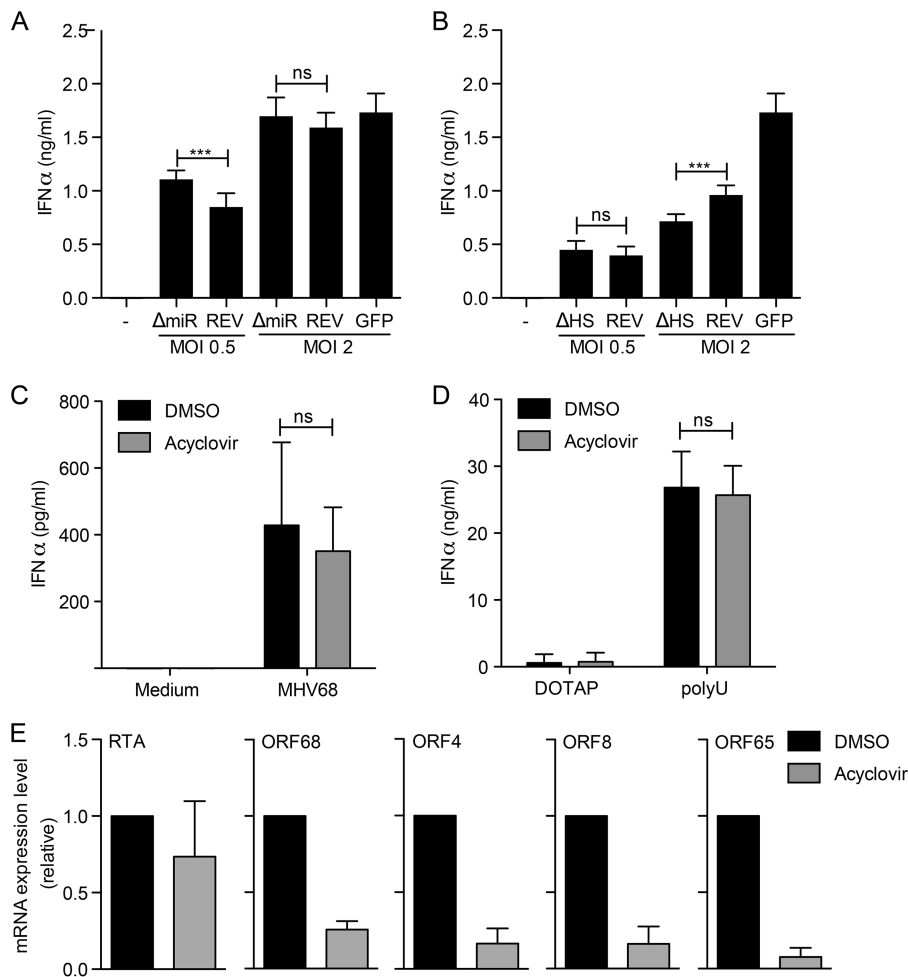 A
B
2.5
2.0
1.5
1.0
0.5
0.0
IFNα (ng/ml)
***
ns
- ΔmiR REV ΔmiR REV GFP
MOI 0.5 MOI 2
2.5
2.0
1.5
1.0
0.5
0.0
IFNα (ng/ml)
ns
***
- ΔHS REV ΔHS REV GFP
MOI 0.5 MOI 2
C
800
600
400
200
IFNα (pg/ml)
DMSO
Acyclovir
ns
Medium MHV68
D
40
30
20
10
0
IFNα (ng/ml)
DMSO
Acyclovir
ns
DOTAP polyU
E
1.5
1.0
0.5
0.0
mRNA expression level
(relative)
RTA
ORF68
ORF4
ORF8
ORF65
DMSO
Acyclovir